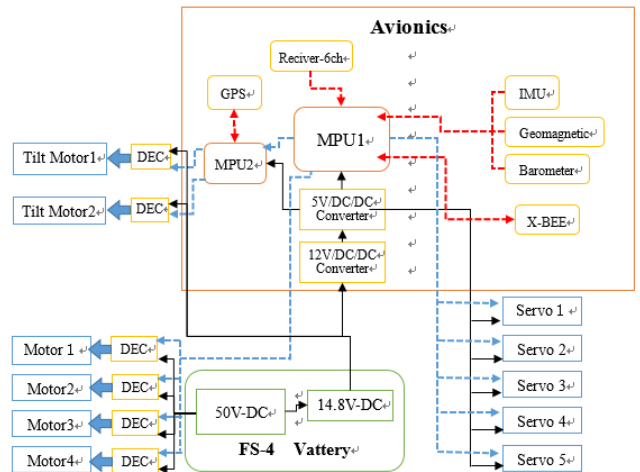 Avionics
Reciver-6ch
GPS
IMU
MPU1
Geomagnetic
Tilt Motor1
DEC
MPU2
Barometer
5V/DC/DC
Converter
Tilt Motor2
DEC
X-BEE
12V/DC/DC
Converter
Servo 1
Motor 1
DEC
Servo 2
Motor2
DEC
50V-DC
14.8V-DC
Servo 3
Motor3
DEC
Servo 4
FS-4 Vattery
Motor4
DEC
Servo 5